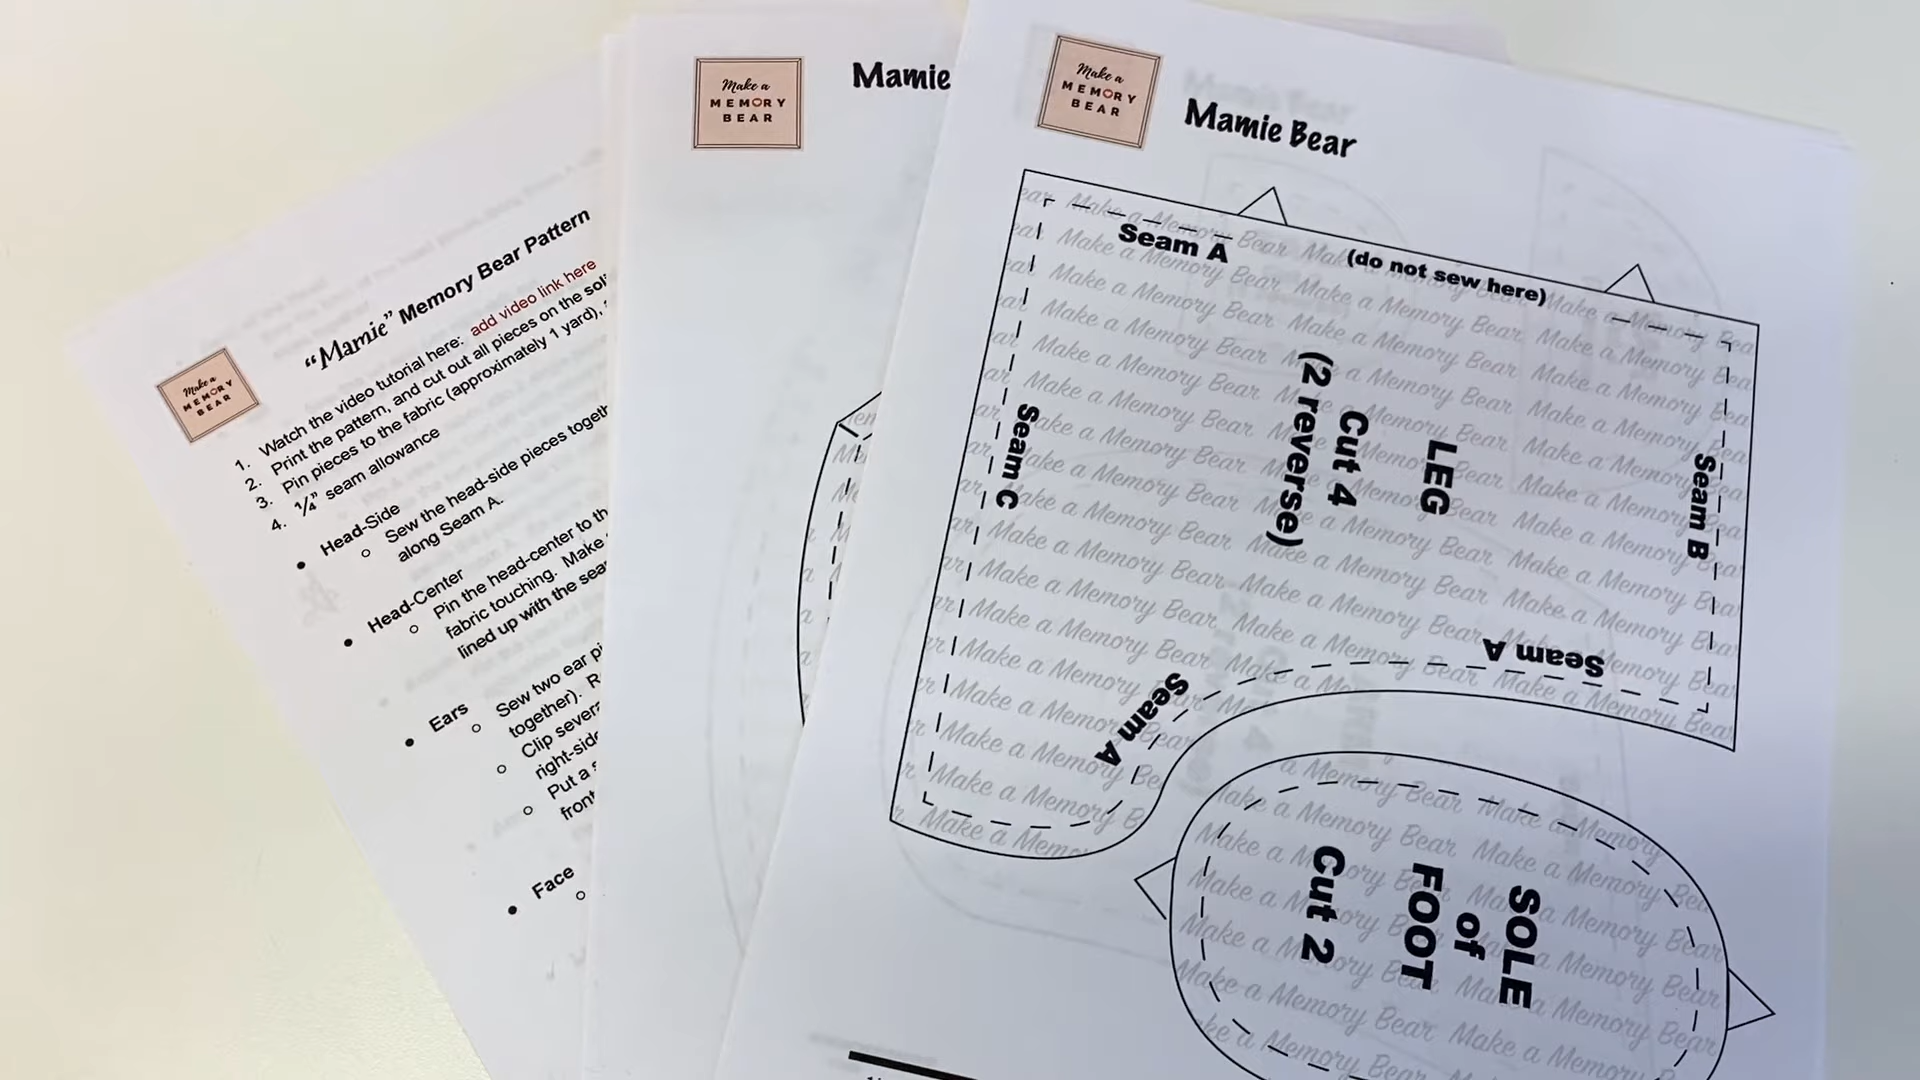 Make a
MEMORY
BEAR
"Mamie" Memory Bear Pattern
1. Watch the video tutorial here: add video link here
2. Print the pattern, and cut out all pieces on the soli
3. Pin pieces to the fabric (approximately 1 yard),
4. ¼" seam allowance
Head-Side
Sew the head-side pieces togeth
along Seam A.
Head-Center
Pin the head-center to th
fabric touching. Make
lined up with the sea
Ears
Sew two ear pi
together). R
Clip severa
right-side
Put a s
front
Face
Make a
MEMORY
BEAR
Mamie
Make a
MEMORY
BEAR
Mamie Bear
Seam A
(do not sew here)
Seam C
LEG
Cut 4
(2 reverse)
Seam B
Seam A
Seam A
SOLE
of
FOOT
Cut 2
Make a Memory Bear